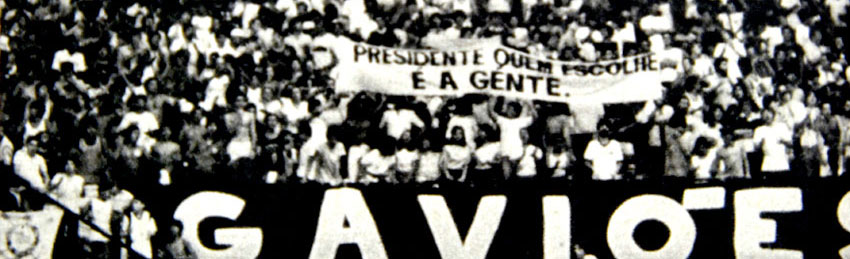 PRESIDENTE QUEM ESCOLHE
É A GENTE.
GAVIÕES